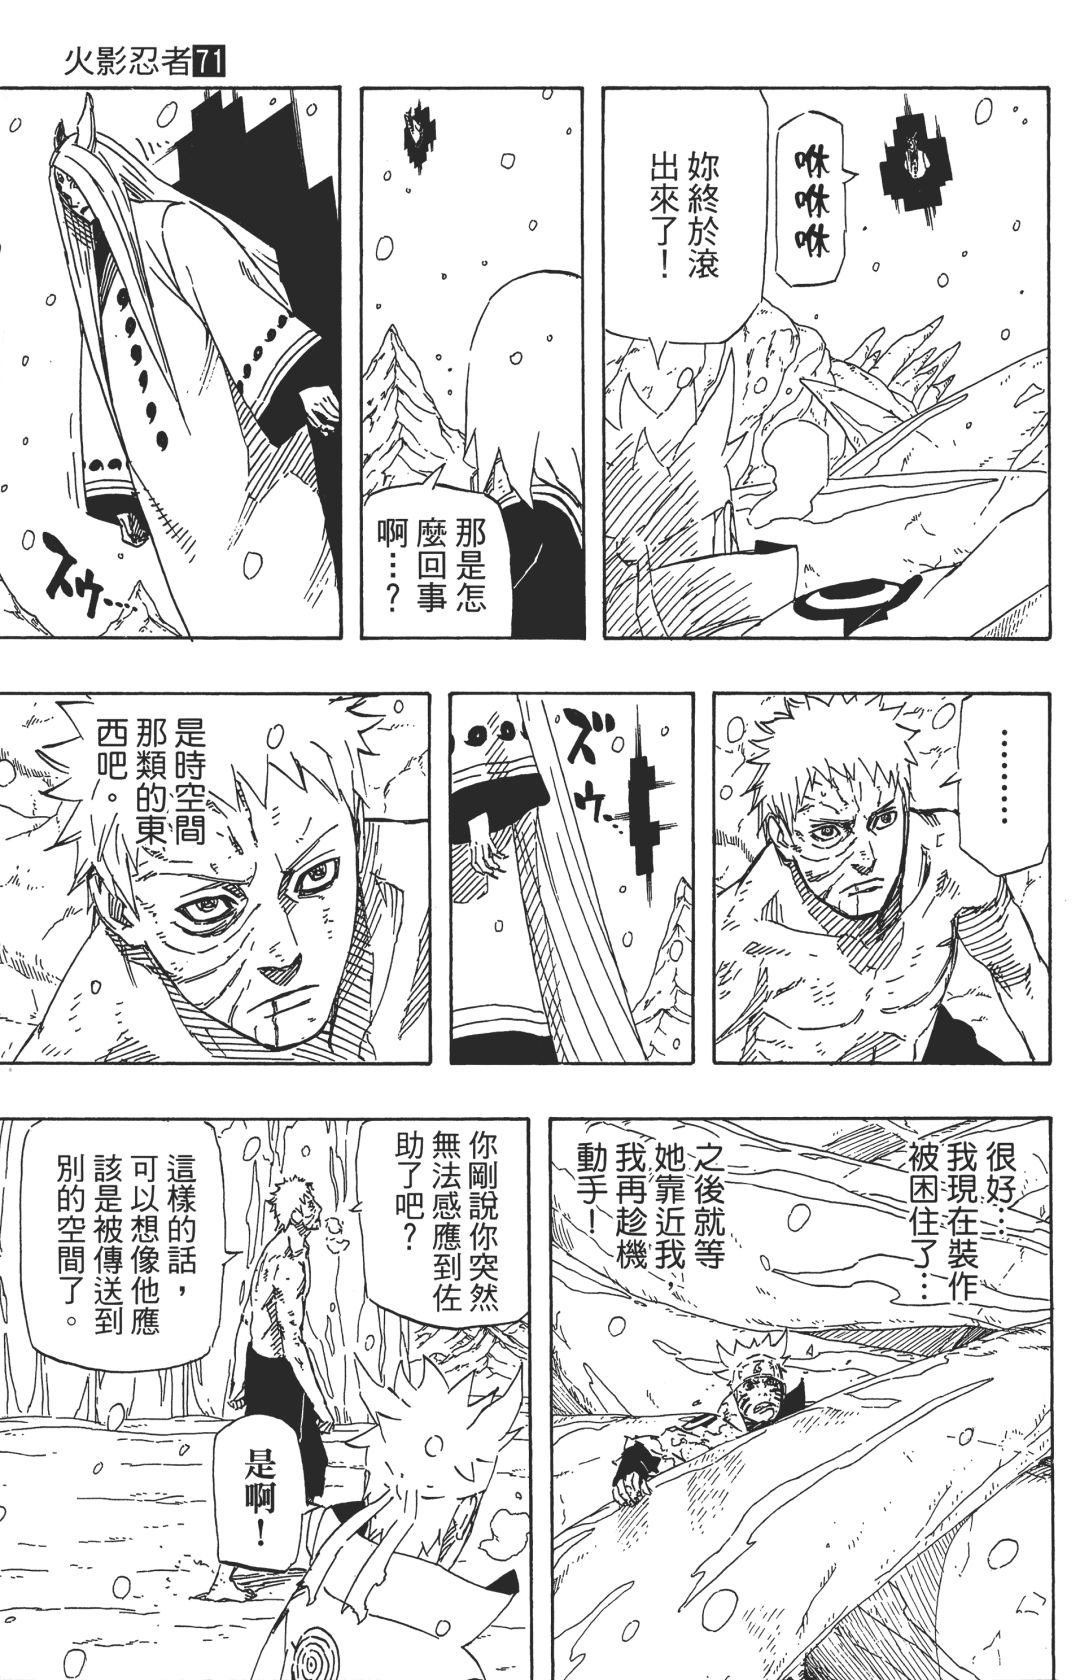 火影忍者71
咻咻咻
妳終於滾
出來了！
那是怎
麼回事
啊…？
ズゥ…
………
ズゥ…
是時空間
那類的東
西吧。
很好…
我現在裝作
被困住了…
之後就等
她靠近我，
我再趁機
動手！
你剛說你突然
無法感應到佐
助了吧？
是啊！
這樣的話，
可以想像他應
該是被傳送到
別的空間了。